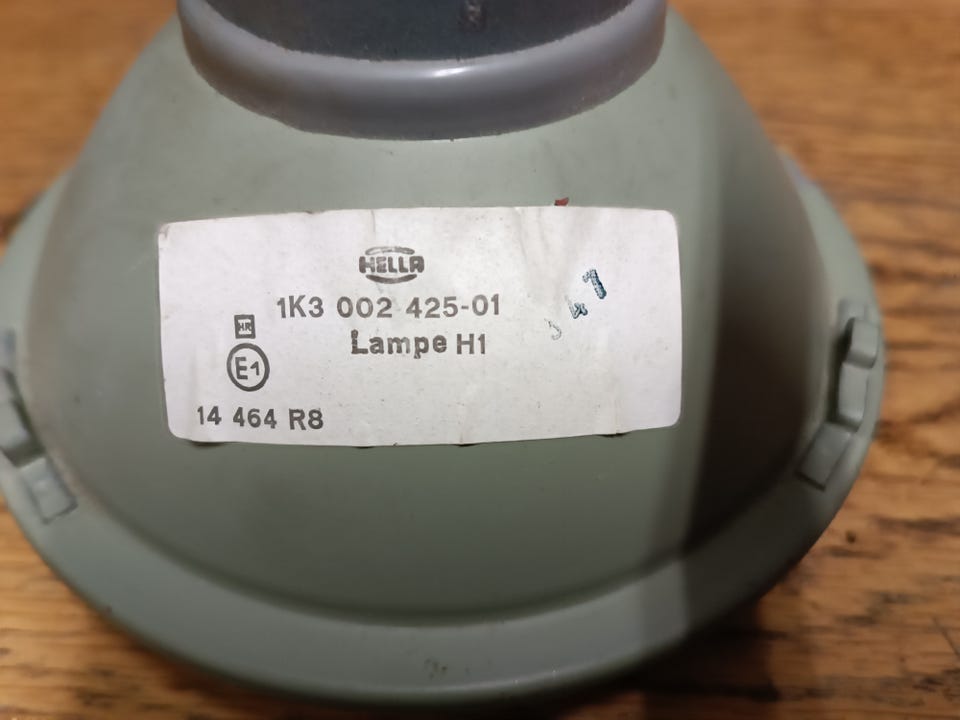 HELLA
1K3 002 425-01
HR
Lampe H1
E1
14 464 R8